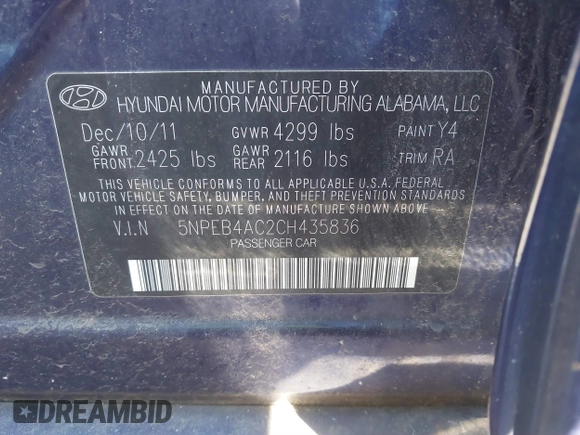 MANUFACTURED BY
HYUNDAI MOTOR MANUFACTURING ALABAMA, LLC
Dec/10/11 GVWR 4299 lbs PAINT Y4
GAWR FRONT 2425 lbs GAWR REAR 2116 lbs TRIM RA
THIS VEHICLE CONFORMS TO ALL APPLICABLE U.S.A. FEDERAL
MOTOR VEHICLE SAFETY, BUMPER, AND THEFT PREVENTION STANDARDS
IN EFFECT ON THE DATE OF MANUFACTURE SHOWN ABOVE.
V.I.N 5NPEB4AC2CH435836
PASSENGER CAR
DREAMBID